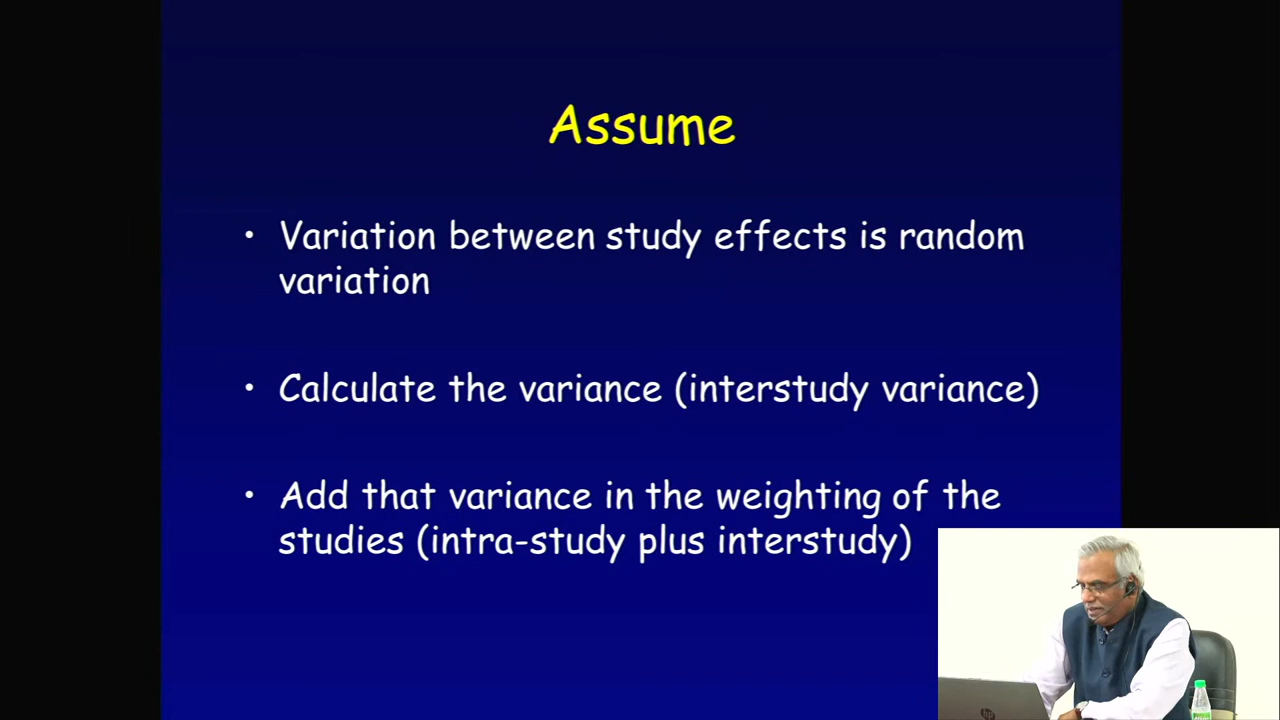 Assume
• Variation between study effects is random
variation
• Calculate the variance (interstudy variance)
• Add that variance in the weighting of the
studies (intra-study plus interstudy)
hp